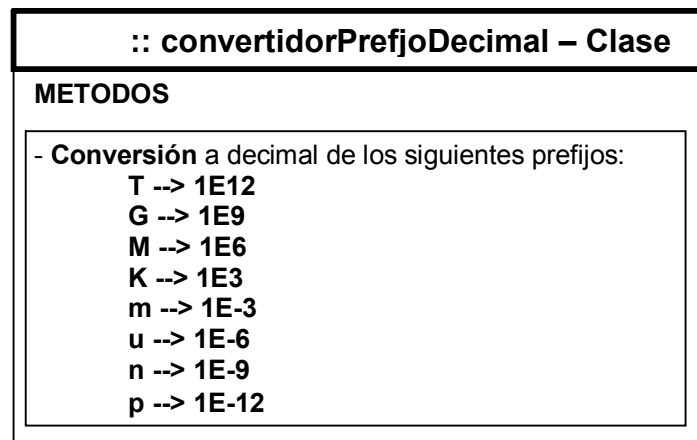 :: convertidorPrefjoDecimal – Clase
METODOS
- Conversión a decimal de los siguientes prefijos:
T --> 1E12
G --> 1E9
M --> 1E6
K --> 1E3
m --> 1E-3
u --> 1E-6
n --> 1E-9
p --> 1E-12